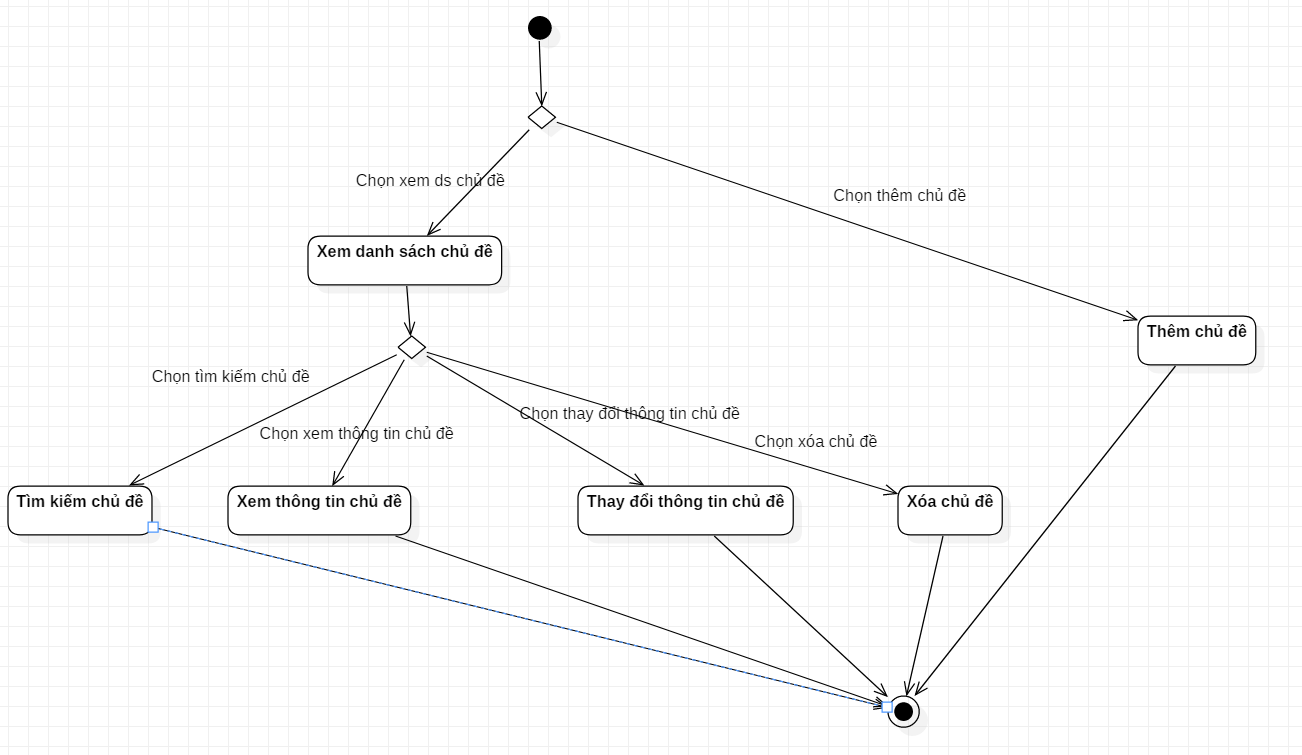 Chọn xem ds chủ đề
Chọn thêm chủ đề
Xem danh sách chủ đề
Thêm chủ đề
Chọn tìm kiếm chủ đề
Chọn thay đổi thông tin chủ đề
Chọn xem thông tin chủ đề
Chọn xóa chủ đề
Tìm kiếm chủ đề
Xem thông tin chủ đề
Thay đổi thông tin chủ đề
Xóa chủ đề